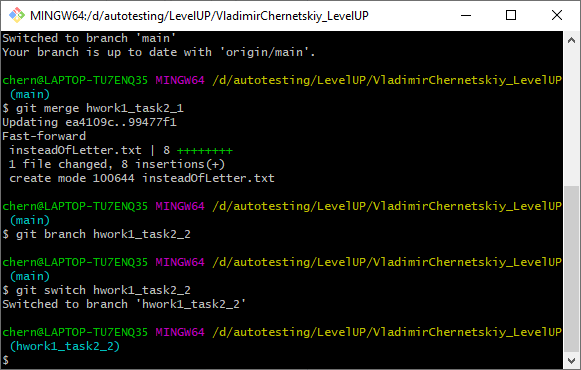 MINGW64:/d/autotesting/LevelUP/VladimirChernetskiy_LevelUP
Switched to branch 'main'
Your branch is up to date with 'origin/main'.
chern@LAPTOP-TU7ENQ35 MINGW64 /d/autotesting/LevelUP/VladimirChernetskiy_LevelUP
(main)
$ git merge hwork1_task2_1
Updating ea4109c..99477f1
Fast-forward
insteadOfLetter.txt | 8 ++++++++
1 file changed, 8 insertions(+)
create mode 100644 insteadOfLetter.txt
chern@LAPTOP-TU7ENQ35 MINGW64 /d/autotesting/LevelUP/VladimirChernetskiy_LevelUP
(main)
$ git branch hwork1_task2_2
chern@LAPTOP-TU7ENQ35 MINGW64 /d/autotesting/LevelUP/VladimirChernetskiy_LevelUP
(main)
$ git switch hwork1_task2_2
Switched to branch 'hwork1_task2_2'
chern@LAPTOP-TU7ENQ35 MINGW64 /d/autotesting/LevelUP/VladimirChernetskiy_LevelUP
(hwork1_task2_2)
$